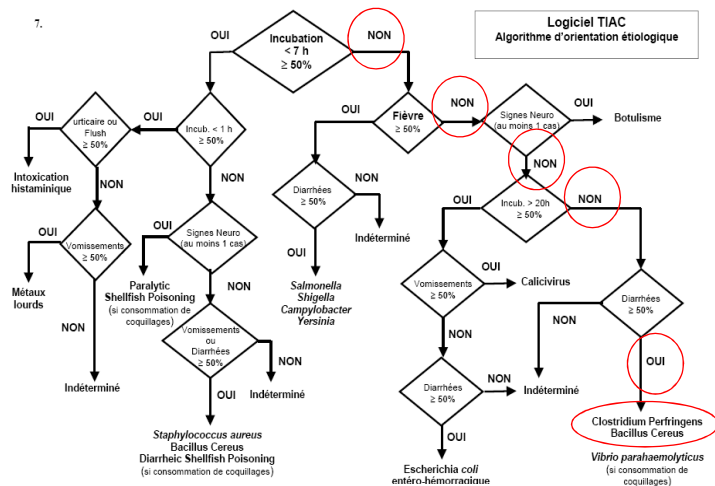 7.
Logiciel TIAC
Algorithme d'orientation étiologique
Incubation
< 7 h
≥ 50%
OUI
NON
urticaire ou
Flush
≥ 50%
OUI
OUI
Incub. < 1 h
≥ 50%
Fièvre
≥ 50%
NON
Signes Neuro
(au moins 1 cas)
OUI
Botulisme
Intoxication
histaminique
NON
NON
OUI
Diarrhées
≥ 50%
NON
NON
Incub. > 20h
≥ 50%
NON
OUI
OUI
Vomissements
≥ 50%
OUI
Signes Neuro
(au moins 1 cas)
Indéterminé
OUI
Métaux
lourds
Paralytic
Shellfish Poisoning
(si consommation de
coquillages)
NON
Salmonella
Shigella
Campylobacter
Yersinia
Vomissements
≥ 50%
OUI
Calicivirus
Diarrhées
≥ 50%
NON
NON
Vomissements
ou
Diarrhées
≥ 50%
NON
NON
OUI
Indéterminé
OUI
Indéterminé
Diarrhées
≥ 50%
NON
Indéterminé
Clostridium Perfringens
Bacillus Cereus
Staphylococcus aureus
Bacillus Cereus
Diarrheic Shellfish Poisoning
(si consommation de coquillages)
OUI
Vibrio parahaemolyticus
(si consommation de
coquillages)
Escherichia coli
entéro-hémorragique